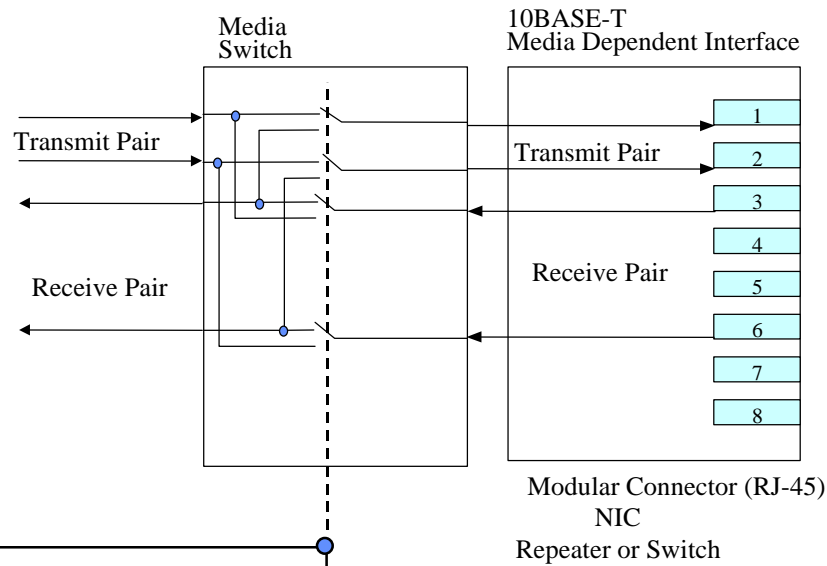 Media
Switch
10BASE-T
Media Dependent Interface
Transmit Pair
Transmit Pair
Receive Pair
Receive Pair
1
2
3
4
5
6
7
8
Modular Connector (RJ-45)
NIC
Repeater or Switch